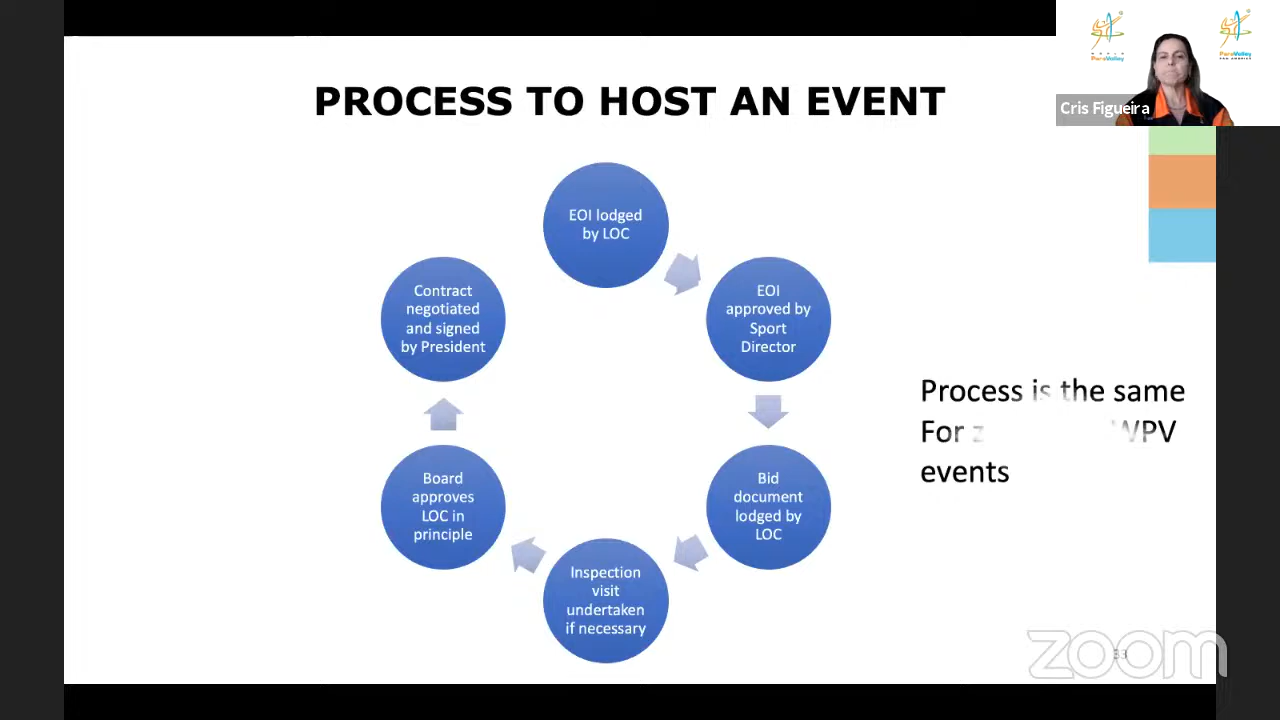 PROCESS TO HOST AN EVENT
Cris Figueira
EOI lodged
by LOC
EOI
approved by
Sport
Director
Bid
document
lodged by
LOC
Inspection
visit
undertaken
if necessary
Board
approves
LOC in
principle
Contract
negotiated
and signed
by President
Process is the same
For WPV
events
zoom
33